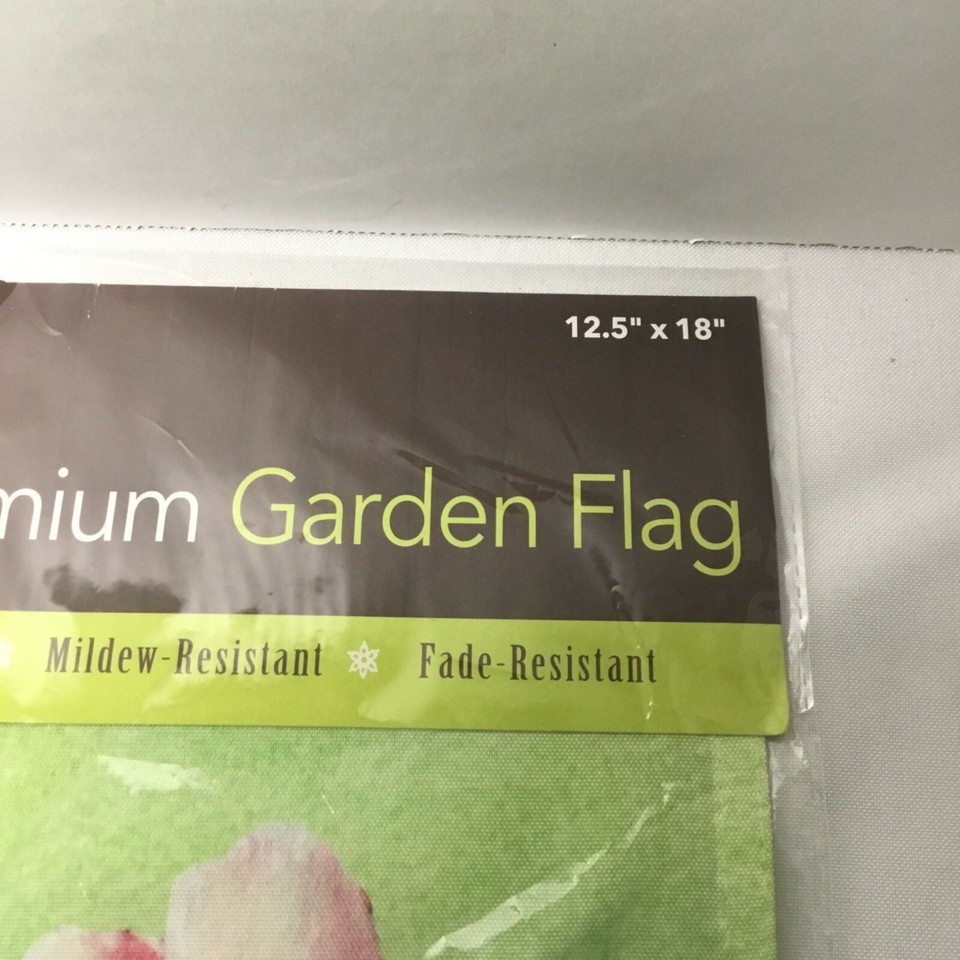 12.5" x 18"
mium Garden Flag
Mildew-Resistant Fade-Resistant